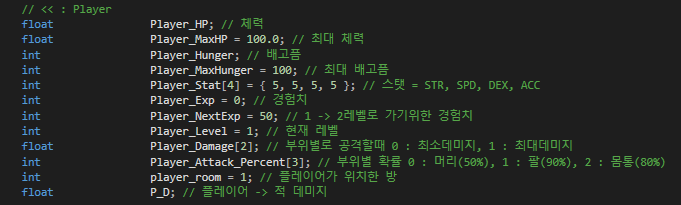 // << : Player
float Player_HP; // 체력
float Player_MaxHP = 100.0; // 최대 체력
int Player_Hunger; // 배고픔
int Player_MaxHunger = 100; // 최대 배고픔
int Player_Stat[4] = { 5, 5, 5, 5 }; // 스탯 = STR, SPD, DEX, ACC
int Player_Exp = 0; // 경험치
int Player_NextExp = 50; // 1 -> 2레벨로 가기위한 경험치
int Player_Level = 1; // 현재 레벨
float Player_Damage[2]; // 부위별로 공격할때 0 : 최소데미지, 1 : 최대데미지
int Player_Attack_Percent[3]; // 부위별 확률 0 : 머리(50%), 1 : 팔(90%), 2 : 몸통(80%)
int player_room = 1; // 플레이어가 위치한 방
float P_D; // 플레이어 -> 적 데미지